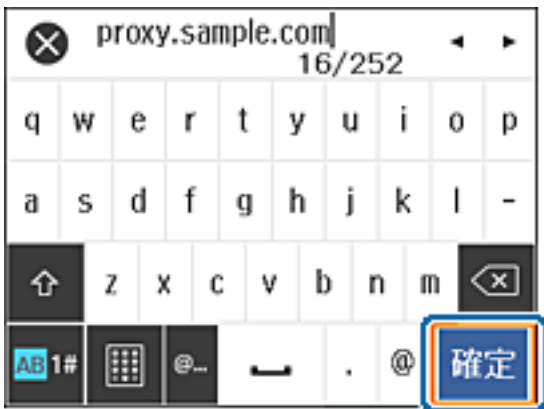 proxy.sample.com
16/252
q w e r t y u i o p
a s d f g h j k l -
z x c v b n m
AB 1# @... . @ 確定